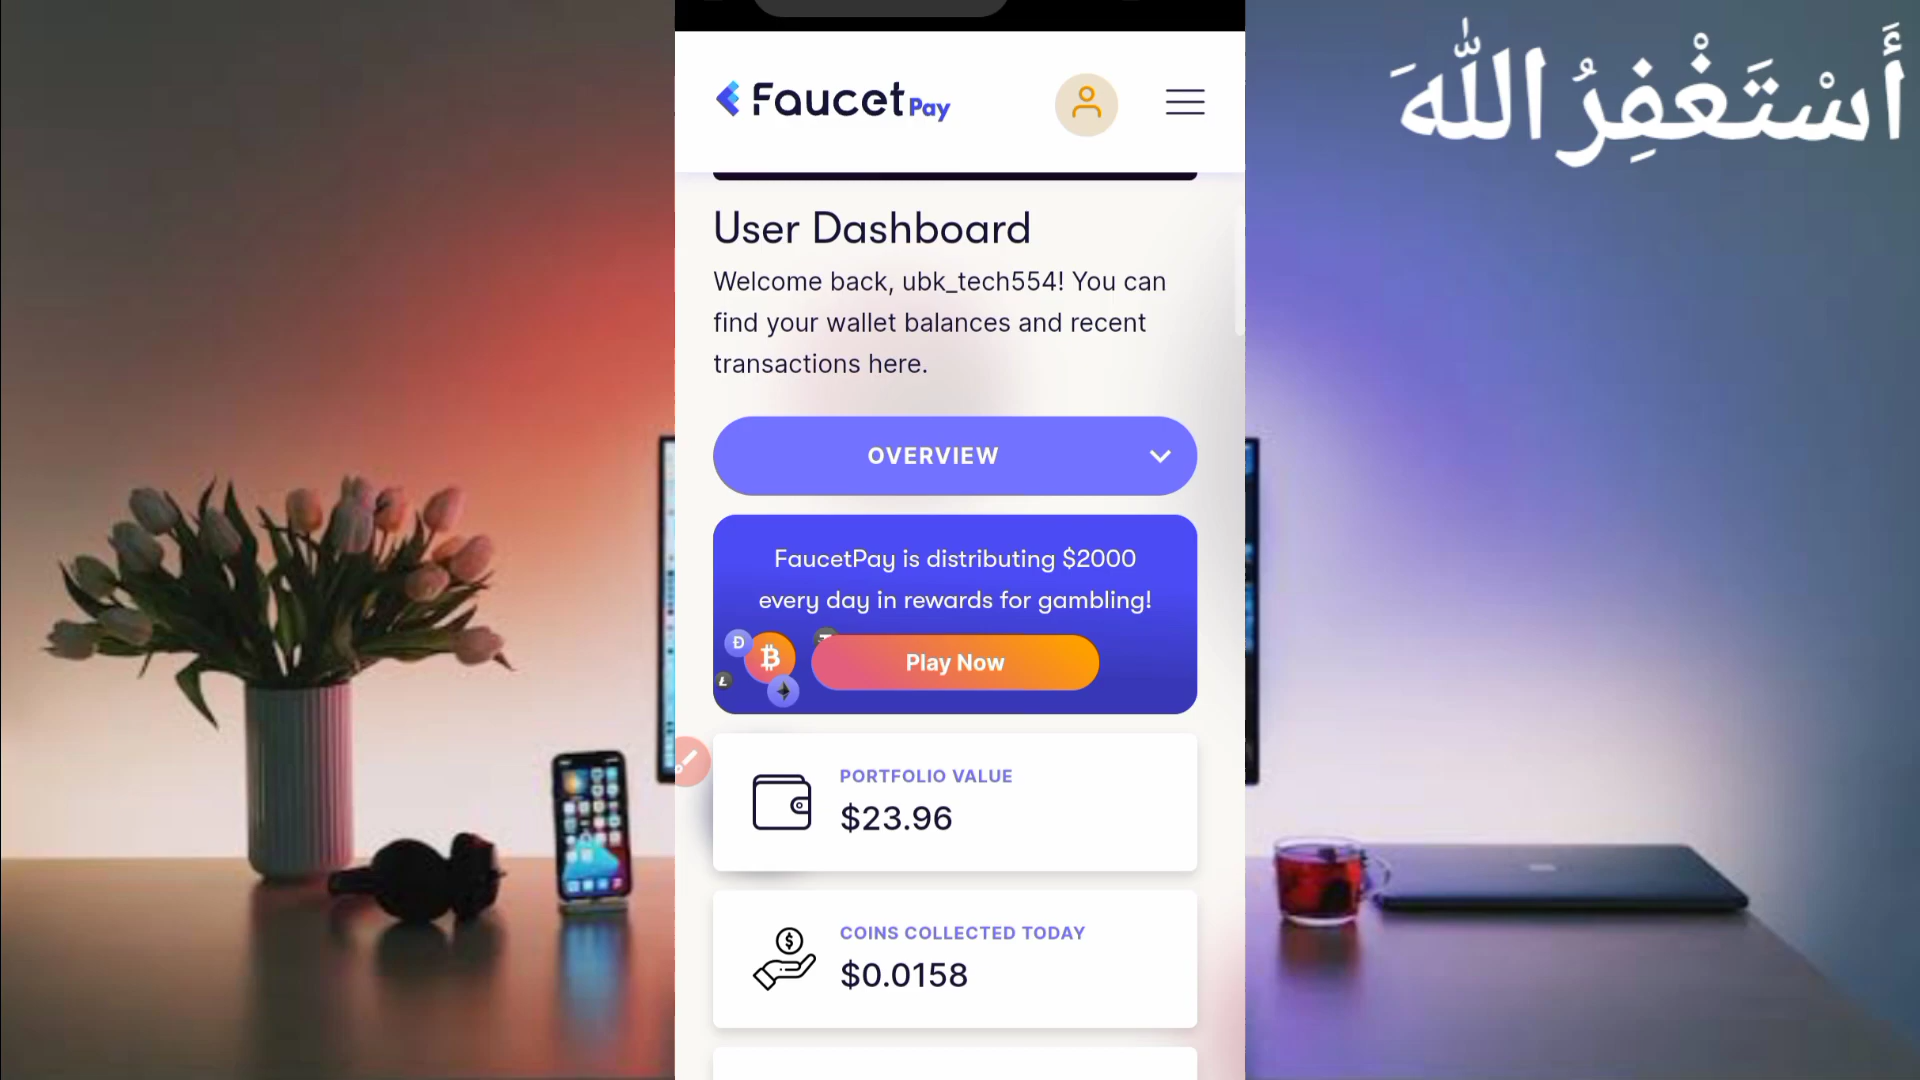 Faucet Pay
أَسْتَغْفِرُ اللّٰهَ
User Dashboard
Welcome back, ubk_tech554! You can
find your wallet balances and recent
transactions here.
OVERVIEW
FaucetPay is distributing $2000
every day in rewards for gambling!
Play Now
PORTFOLIO VALUE
$23.96
COINS COLLECTED TODAY
$0.0158